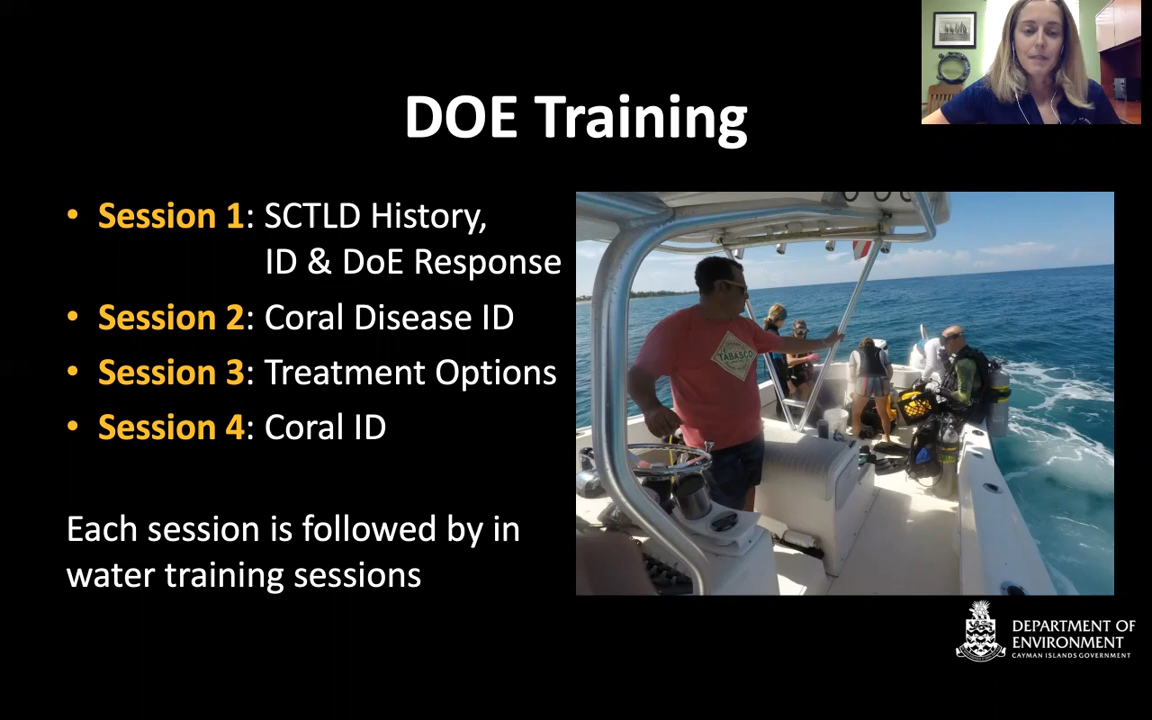 DOE Training
• Session 1: SCTLD History,
ID & DoE Response
• Session 2: Coral Disease ID
• Session 3: Treatment Options
• Session 4: Coral ID
Each session is followed by in
water training sessions
TABASCO
DEPARTMENT OF
ENVIRONMENT
CAYMAN ISLANDS GOVERNMENT